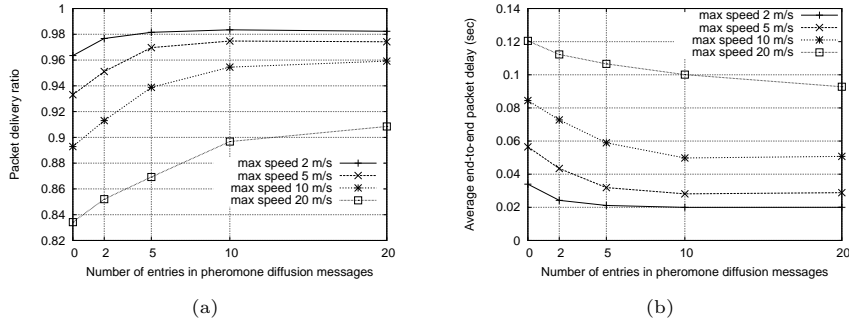 1
0.98
0.96
0.94
0.92
0.9
0.88
0.86
0.84
0.82
0
2
5
10
20
Packet delivery ratio
Number of entries in pheromone diffusion messages
max speed 2 m/s
max speed 5 m/s
max speed 10 m/s
max speed 20 m/s
(a)
0.14
0.12
0.1
0.08
0.06
0.04
0.02
0
0
2
5
10
20
Average end-to-end packet delay (sec)
Number of entries in pheromone diffusion messages
max speed 2 m/s
max speed 5 m/s
max speed 10 m/s
max speed 20 m/s
(b)